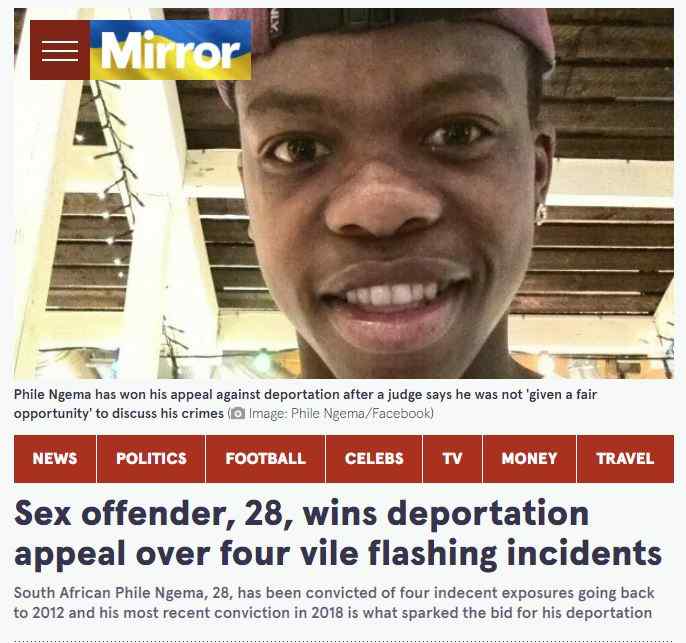 NLY
Mirror
Phile Ngema has won his appeal against deportation after a judge says he was not 'given a fair
opportunity' to discuss his crimes (Image: Phile Ngema/Facebook)
NEWS POLITICS FOOTBALL CELEBS TV MONEY TRAVEL
Sex offender, 28, wins deportation
appeal over four vile flashing incidents
South African Phile Ngema, 28, has been convicted of four indecent exposures going back
to 2012 and his most recent conviction in 2018 is what sparked the bid for his deportation